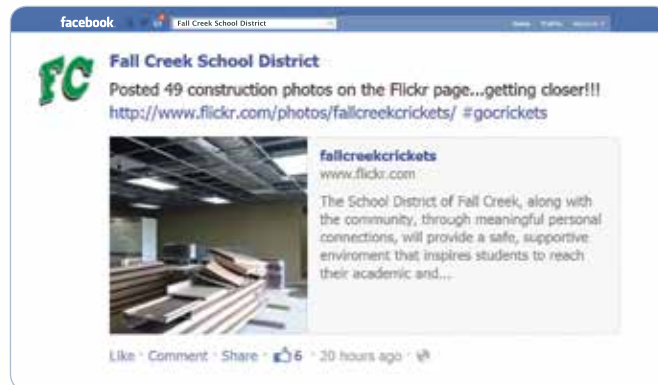 facebook
Fall Creek School District
FC
Fall Creek School District
Posted 49 construction photos on the Flickr page...getting closer!!!
http://www.flickr.com/photos/fallcreekcrickets/ #gocrickets
fallcreekcrickets
www.flickr.com
The School District of Fall Creek, along with
the community, through meaningful personal
connections, will provide a safe, supportive
enviroment that inspires students to reach
their academic and...
Like · Comment · Share · 6 · 20 hours ago ·